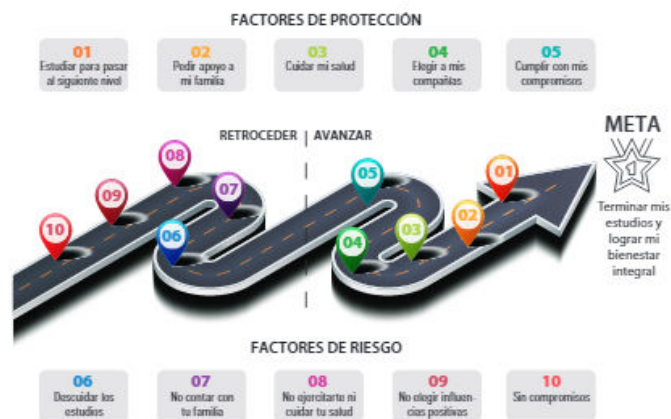 FACTORES DE PROTECCIÓN
01
Estudiar para pasar
al siguiente nivel
02
Pedir apoyo a
mi familia
03
Cuidar mi salud
04
Elegir a mis
compañías
05
Cumplir con mis
compromisos
RETROCEDER | AVANZAR
META
1
Terminar mis
estudios y
lograr mi
bienestar
integral
10
09
08
07
06
05
04
03
02
01
FACTORES DE RIESGO
06
Descuidar los
estudios
07
No contar con
tu familia
08
No ejercitarte ni
cuidar tu salud
09
No elegir influen-
cias positivas
10
Sin compromisos